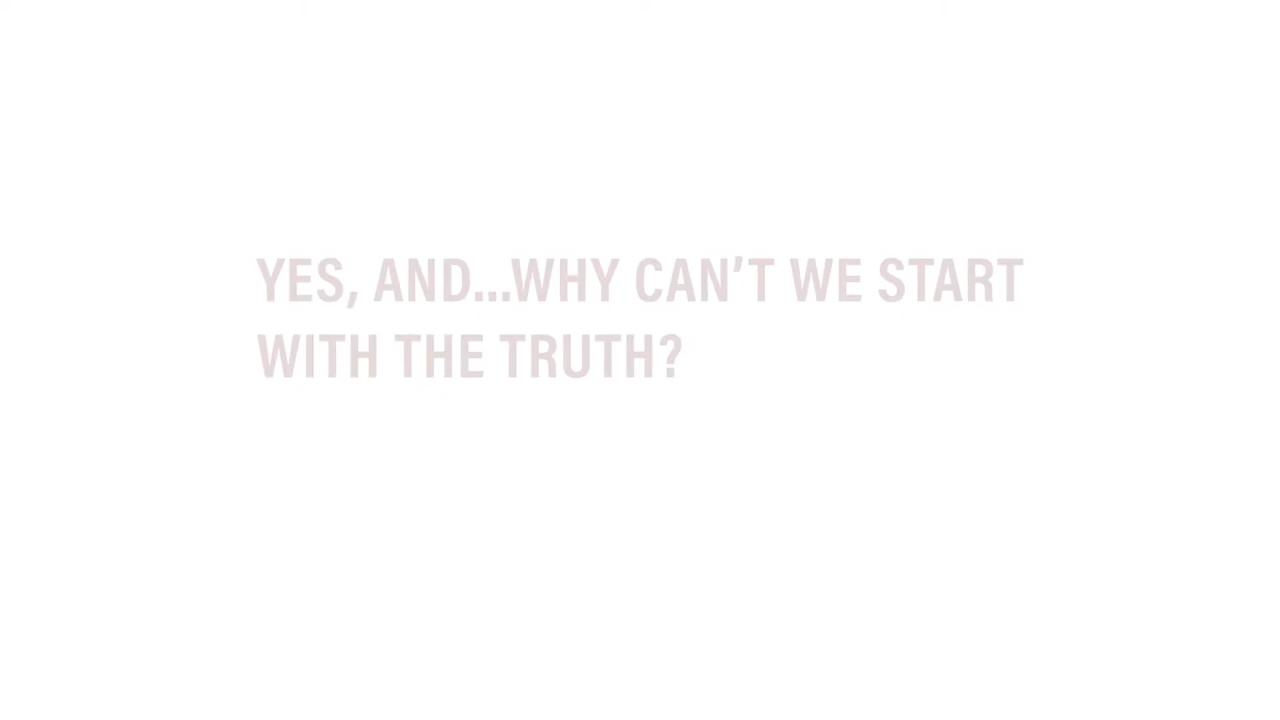 YES, AND...WHY CAN’T WE START
WITH THE TRUTH?